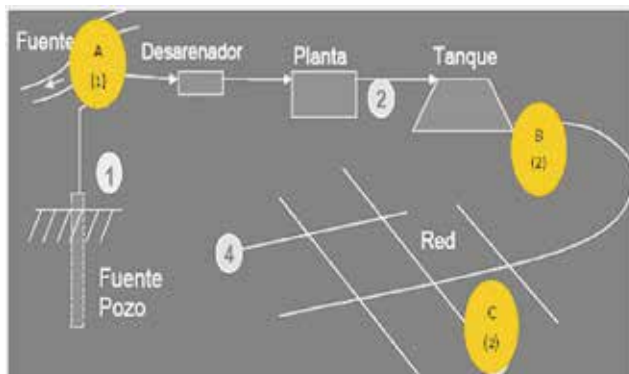 Fuente
A
(1)
Desarenador
Planta
Tanque
2
B
(2)
1
4
Red
Fuente
Pozo
C
(2)